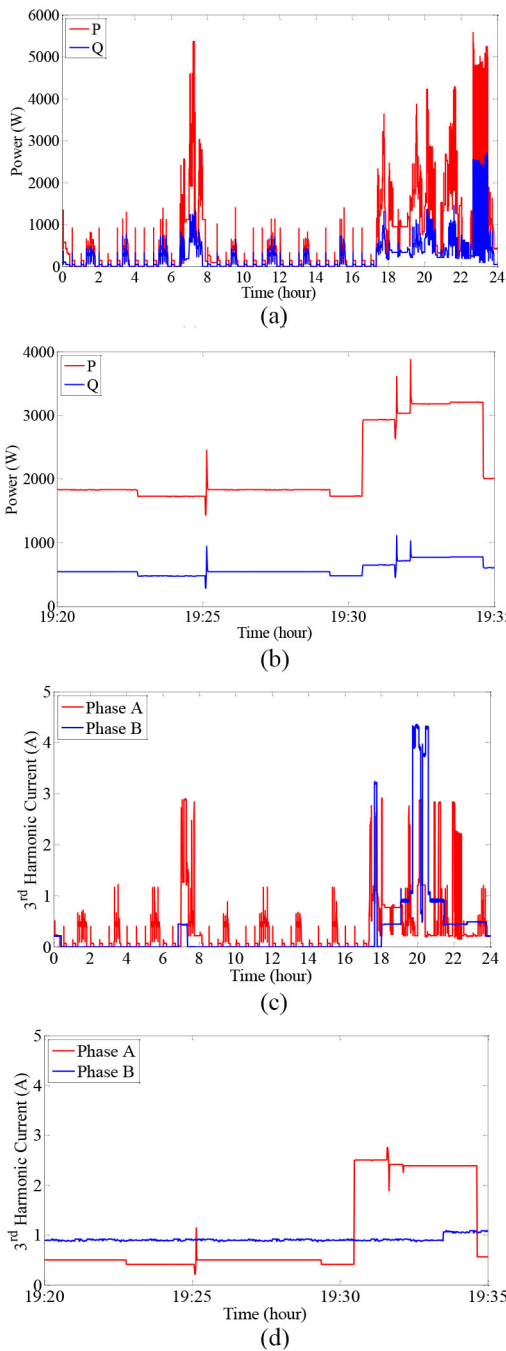 6000
P
Q
5000
4000
3000
2000
1000
0
Power (W)
0 2 4 6 8 10 12 14 16 18 20 22 24
Time (hour)
(a)
4000
P
Q
3000
2000
1000
0
Power (W)
19:20 19:25 19:30 19:35
Time (hour)
(b)
5
Phase A
Phase B
4
3
2
1
0
3rd Harmonic Current (A)
0 2 4 6 8 10 12 14 16 18 20 22 24
Time (hour)
(c)
5
Phase A
Phase B
4
3
2
1
0
3rd Harmonic Current (A)
19:20 19:25 19:30 19:35
Time (hour)
(d)